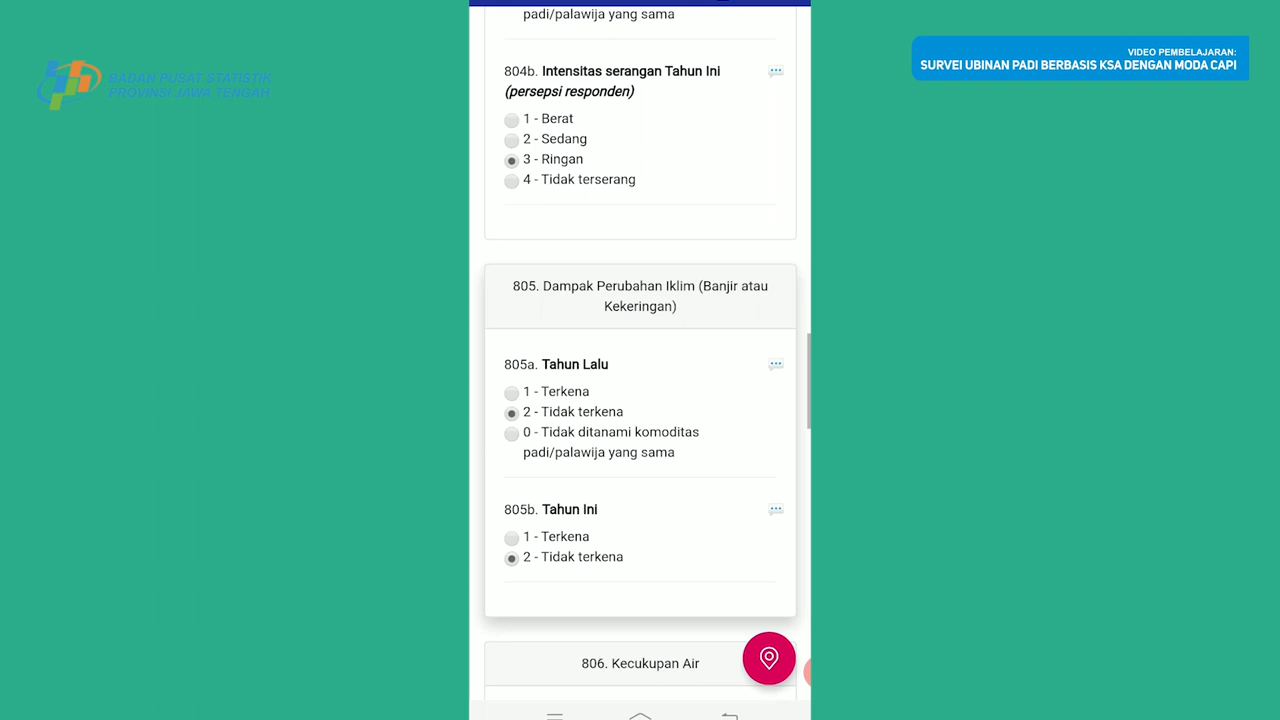 BADAN PUSAT STATISTIK
PROVINSI JAWA TENGAH
VIDEO PEMBELAJARAN:
SURVEI UBINAN PADI BERBASIS KSA DENGAN MODA CAPI
padi/palawija yang sama
804b. Intensitas serangan Tahun Ini
(persepsi responden)
1 - Berat
2 - Sedang
3 - Ringan
4 - Tidak terserang
805. Dampak Perubahan Iklim (Banjir atau
Kekeringan)
805a. Tahun Lalu
1 - Terkena
2 - Tidak terkena
0 - Tidak ditanami komoditas
padi/palawija yang sama
805b. Tahun Ini
1 - Terkena
2 - Tidak terkena
806. Kecukupan Air